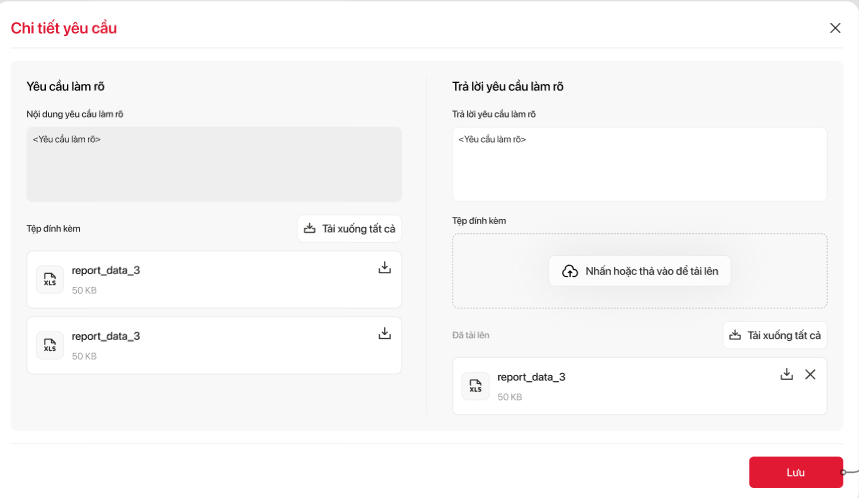 Chi tiết yêu cầu
Yêu cầu làm rõ
Nội dung yêu cầu làm rõ
<Yêu cầu làm rõ>
Tệp đính kèm
Tải xuống tất cả
XLS
report_data_3
50 KB
XLS
report_data_3
50 KB
Trả lời yêu cầu làm rõ
Trả lời yêu cầu làm rõ
<Yêu cầu làm rõ>
Tệp đính kèm
Nhấn hoặc thả vào để tải lên
Đã tải lên
Tải xuống tất cả
XLS
report_data_3
50 KB
Lưu